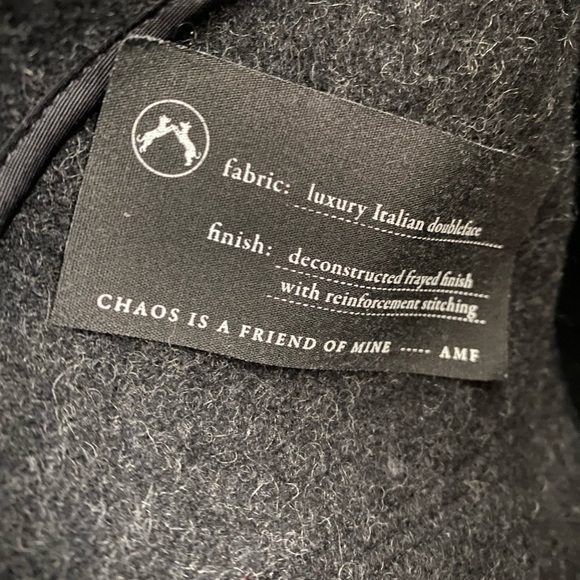 fabric: luxury Italian doubleface
finish: deconstructed frayed finish
with reinforcement stitching
CHAOS IS A FRIEND OF MINE ----- AMF